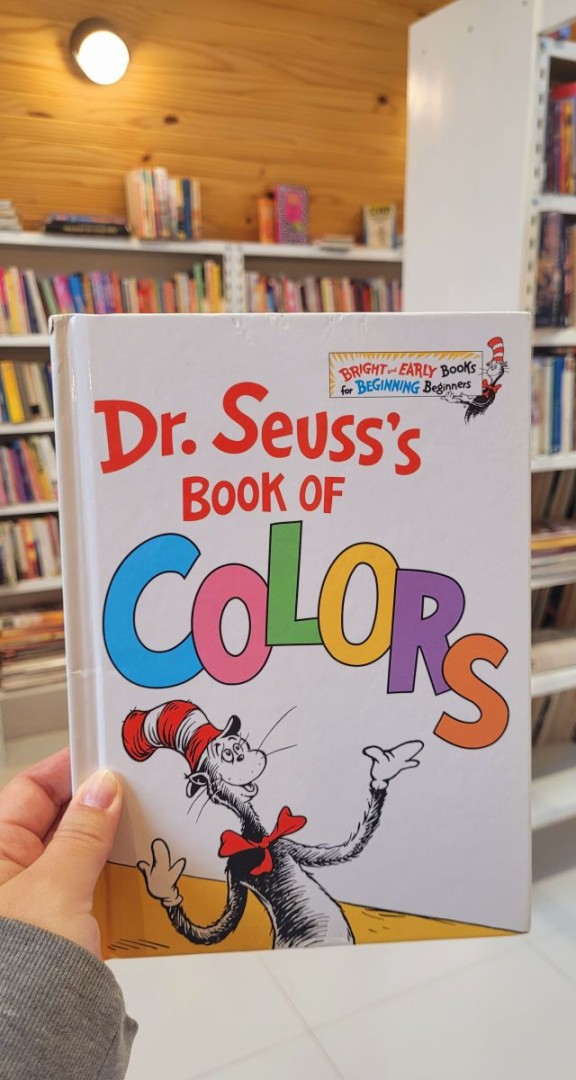 BRIGHT and EARLY BOOKS
for BEGINNING Beginners
Dr. Seuss's
BOOK OF
COLORS